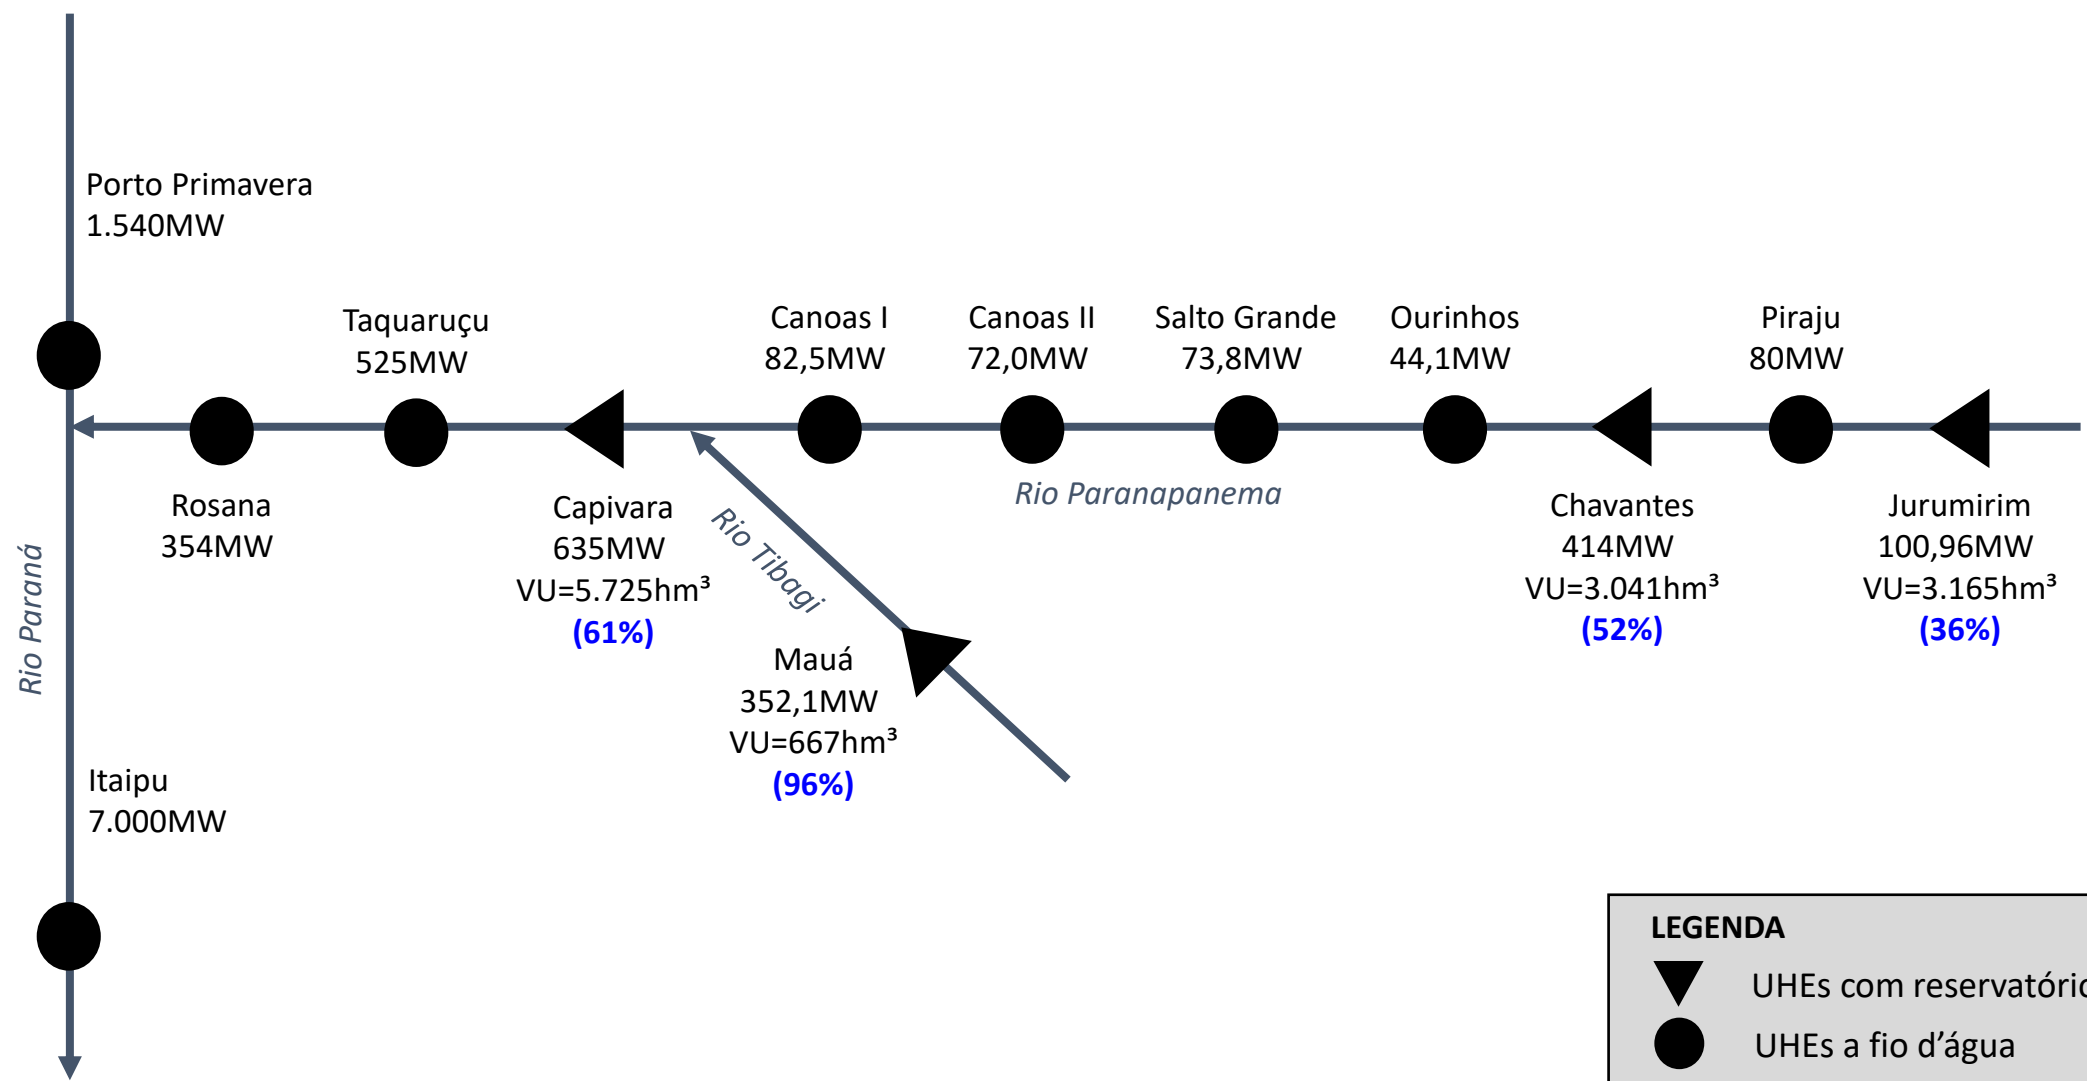 Porto Primavera
1.540MW
Taquaruçu
525MW
Canoas I
82,5MW
Canoas II
72,0MW
Salto Grande
73,8MW
Ourinhos
44,1MW
Piraju
80MW
Rosana
354MW
Capivara
635MW
VU=5.725hm³
(61%)
Rio Tibagi
Rio Paranapanema
Chavantes
414MW
VU=3.041hm³
(52%)
Jurumirim
100,96MW
VU=3.165hm³
(36%)
Rio Paraná
Mauá
352,1MW
VU=667hm³
(96%)
Itaipu
7.000MW
LEGENDA
UHEs com reservatório
UHEs a fio d’água